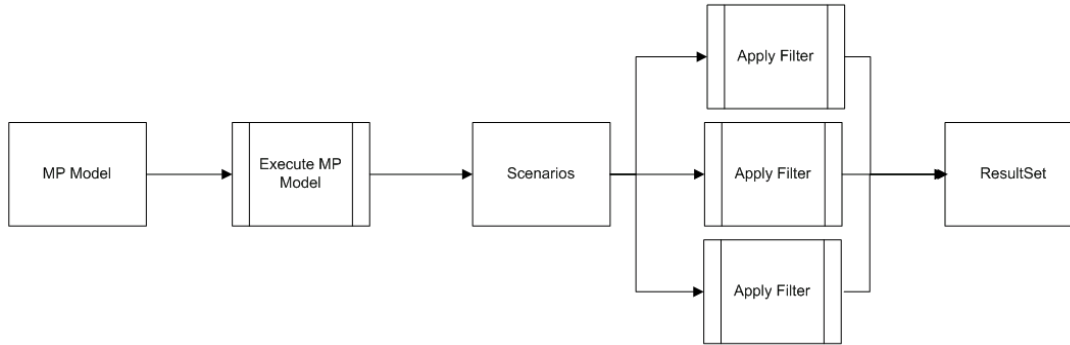 MP Model
Execute MP
Model
Scenarios
Apply Filter
Apply Filter
Apply Filter
ResultSet